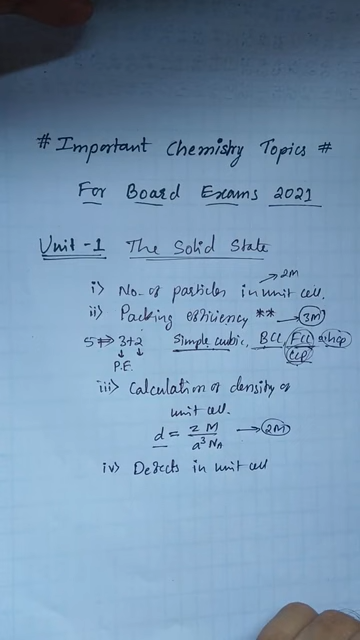 # Important Chemistry Topics #
For Board Exams 2021
Unit -1 The Solid State
i) No. of particles in unit cell. → 2M
ii) Packing efficiency ** → 3M
5 ⇒ 3+2 Simple cubic, BCC, FCC hcp
↓ ↓ ccp
P.E.
iii) Calculation of density of
unit cell.
d = z M / a³ NA → 2M
iv) Defects in unit cell